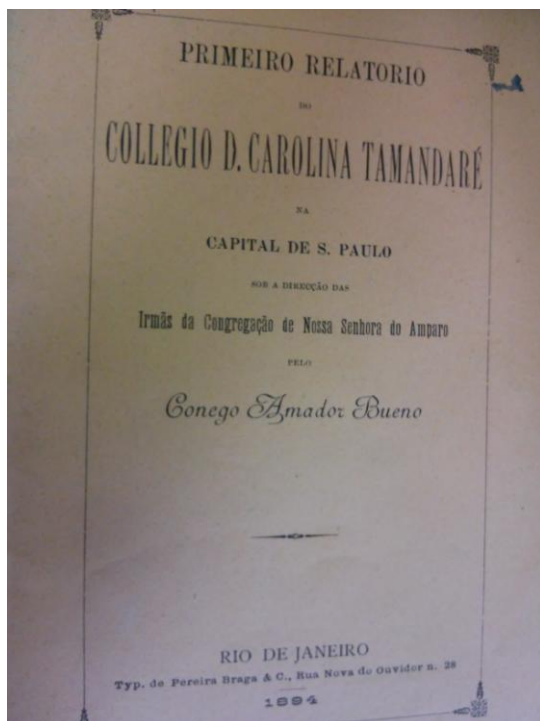 PRIMEIRO RELATORIO
DO
COLLEGIO D. CAROLINA TAMANDARÉ
NA
CAPITAL DE S. PAULO
SOB A DIRECÇÃO DAS
Irmãs da Congregação de Nossa Senhora do Amparo
PELO
Conego Amador Bueno
RIO DE JANEIRO
Typ. de Pereira Braga & C., Rua Nova do Ouvidor n. 28
1894